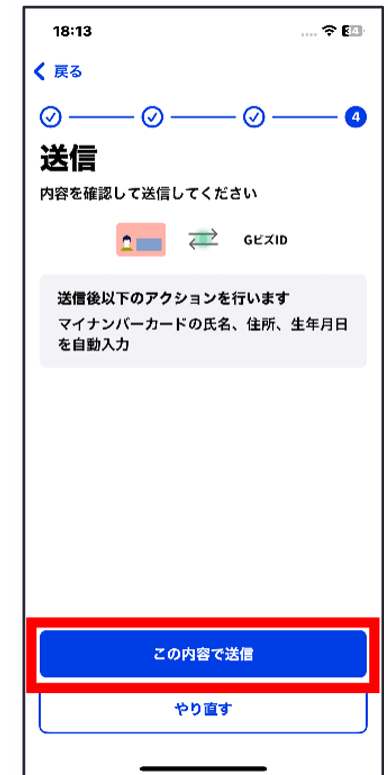 18:13
34
戻る
4
送信
内容を確認して送信してください
GビズID
送信後以下のアクションを行います
マイナンバーカードの氏名、住所、生年月日
を自動入力
この内容で送信
やり直す